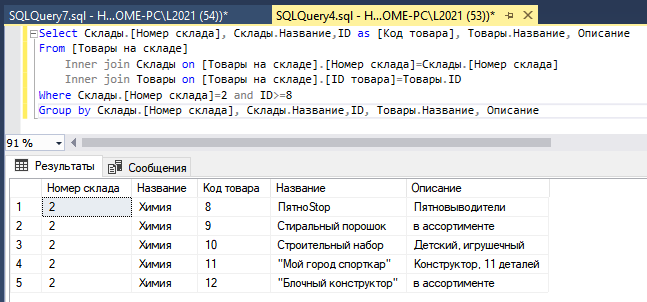 SQLQuery7.sql - H...OME-PC\L2021 (54))*
SQLQuery4.sql - H...OME-PC\L2021 (53))*
Select Склады.[Номер склада], Склады.Название,ID as [Код товара], Товары.Название, Описание
From [Товары на складе]
Inner join Склады on [Товары на складе].[Номер склада]=Склады.[Номер склада]
Inner join Товары on [Товары на складе].[ID товара]=Товары.ID
Where Склады.[Номер склада]=2 and ID>=8
Group by Склады.[Номер склада], Склады.Название,ID, Товары.Название, Описание
91 %
Результаты Сообщения
Номер склада Название Код товара Название Описание
1 2 Химия 8 ПятноStop Пятновыводители
2 2 Химия 9 Стиральный порошок в ассортименте
3 2 Химия 10 Строительный набор Детский, игрушечный
4 2 Химия 11 "Мой город спорткар" Конструктор, 11 деталей
5 2 Химия 12 "Блочный конструктор" в ассортименте